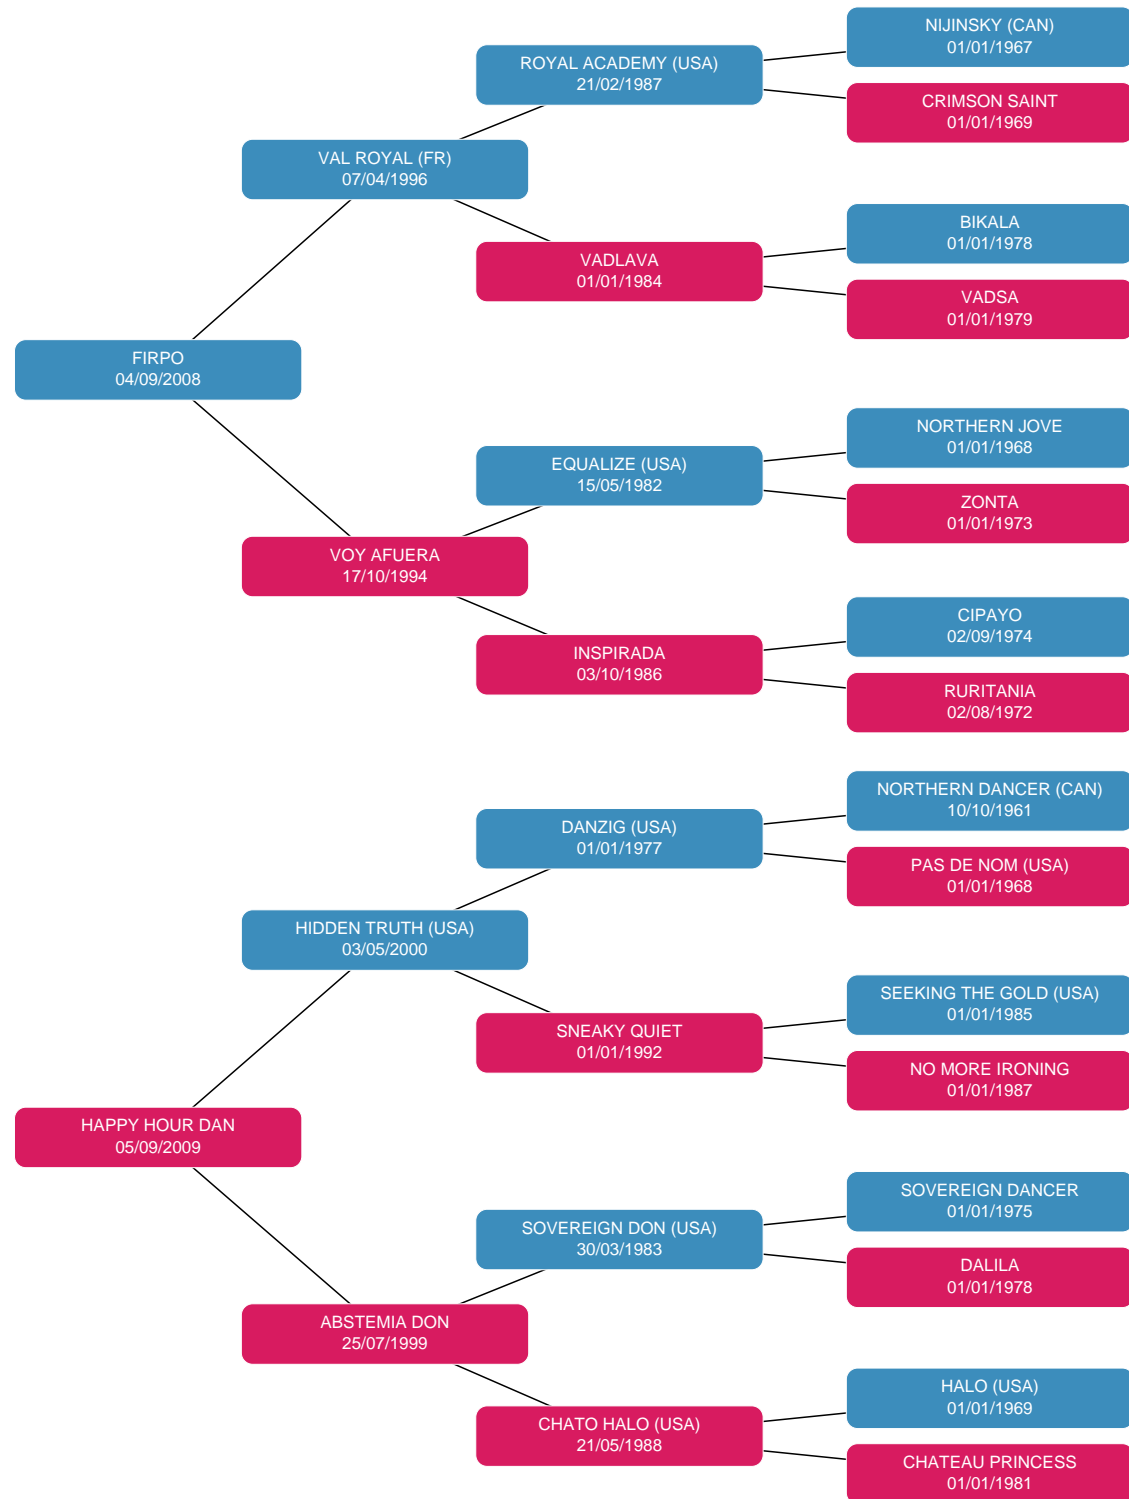 NIJINSKY (CAN)
01/01/1967
ROYAL ACADEMY (USA)
21/02/1987
CRIMSON SAINT
01/01/1969
VAL ROYAL (FR)
07/04/1996
BIKALA
01/01/1978
VADLAVA
01/01/1984
VADSA
01/01/1979
FIRPO
04/09/2008
NORTHERN JOVE
01/01/1968
EQUALIZE (USA)
15/05/1982
ZONTA
01/01/1973
VOY AFUERA
17/10/1994
CIPAYO
02/09/1974
INSPIRADA
03/10/1986
RURITANIA
02/08/1972
NORTHERN DANCER (CAN)
10/10/1961
DANZIG (USA)
01/01/1977
PAS DE NOM (USA)
01/01/1968
HIDDEN TRUTH (USA)
03/05/2000
SEEKING THE GOLD (USA)
01/01/1985
SNEAKY QUIET
01/01/1992
NO MORE IRONING
01/01/1987
HAPPY HOUR DAN
05/09/2009
SOVEREIGN DANCER
01/01/1975
SOVEREIGN DON (USA)
30/03/1983
DALILA
01/01/1978
ABSTEMIA DON
25/07/1999
HALO (USA)
01/01/1969
CHATO HALO (USA)
21/05/1988
CHATEAU PRINCESS
01/01/1981